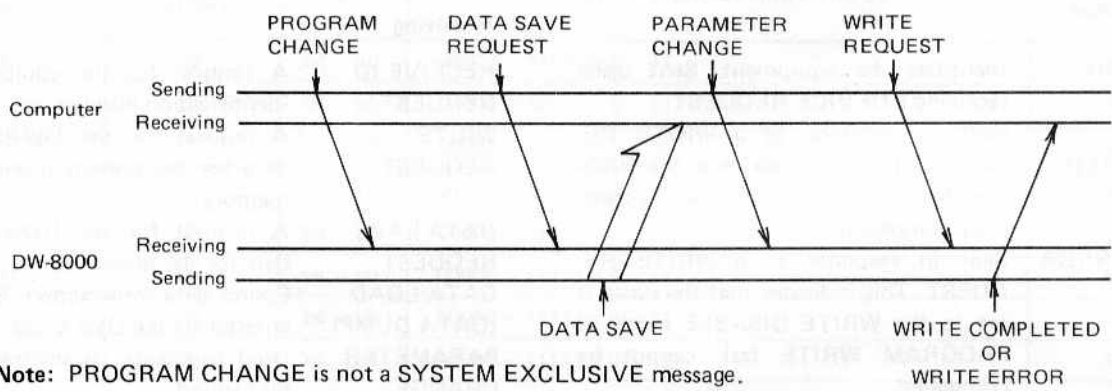 PROGRAM CHANGE
DATA SAVE REQUEST
PARAMETER CHANGE
WRITE REQUEST
Computer
Sending
Receiving
DW-8000
Receiving
Sending
DATA SAVE
WRITE COMPLETED
OR
WRITE ERROR
Note: PROGRAM CHANGE is not a SYSTEM EXCLUSIVE message.